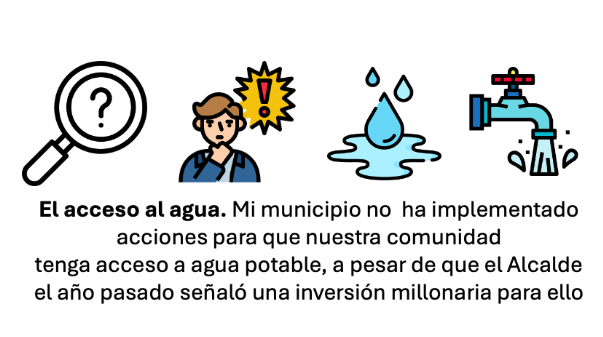 ?
!
El acceso al agua. Mi municipio no ha implementado
acciones para que nuestra comunidad
tenga acceso a agua potable, a pesar de que el Alcalde
el año pasado señaló una inversión millonaria para ello